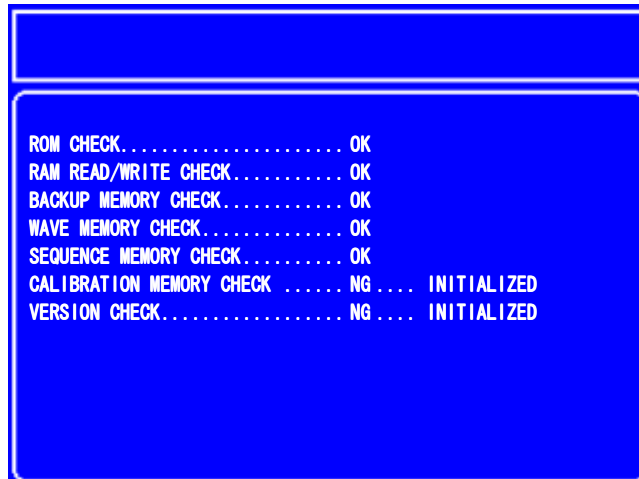 ROM CHECK...................... OK
RAM READ/WRITE CHECK........... OK
BACKUP MEMORY CHECK............ OK
WAVE MEMORY CHECK.............. OK
SEQUENCE MEMORY CHECK.......... OK
CALIBRATION MEMORY CHECK ...... NG .... INITIALIZED
VERSION CHECK.................. NG .... INITIALIZED